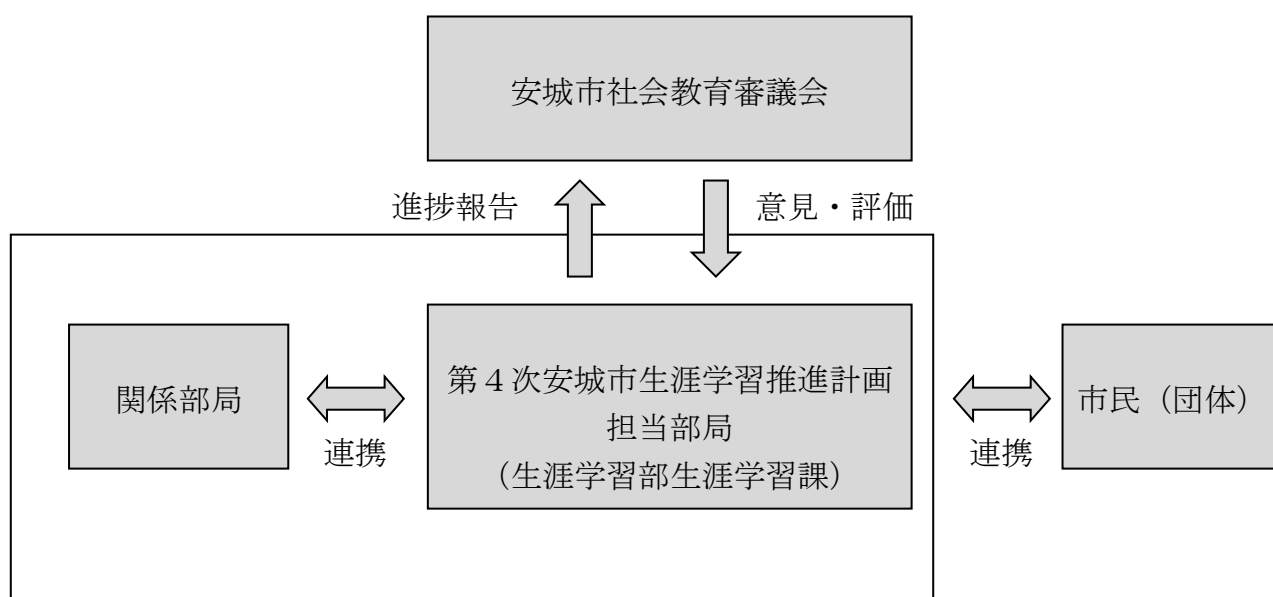 安城市社会教育審議会
進捗報告
意見・評価
関係部局
連携
第４次安城市生涯学習推進計画
担当部局
（生涯学習部生涯学習課）
連携
市民（団体）